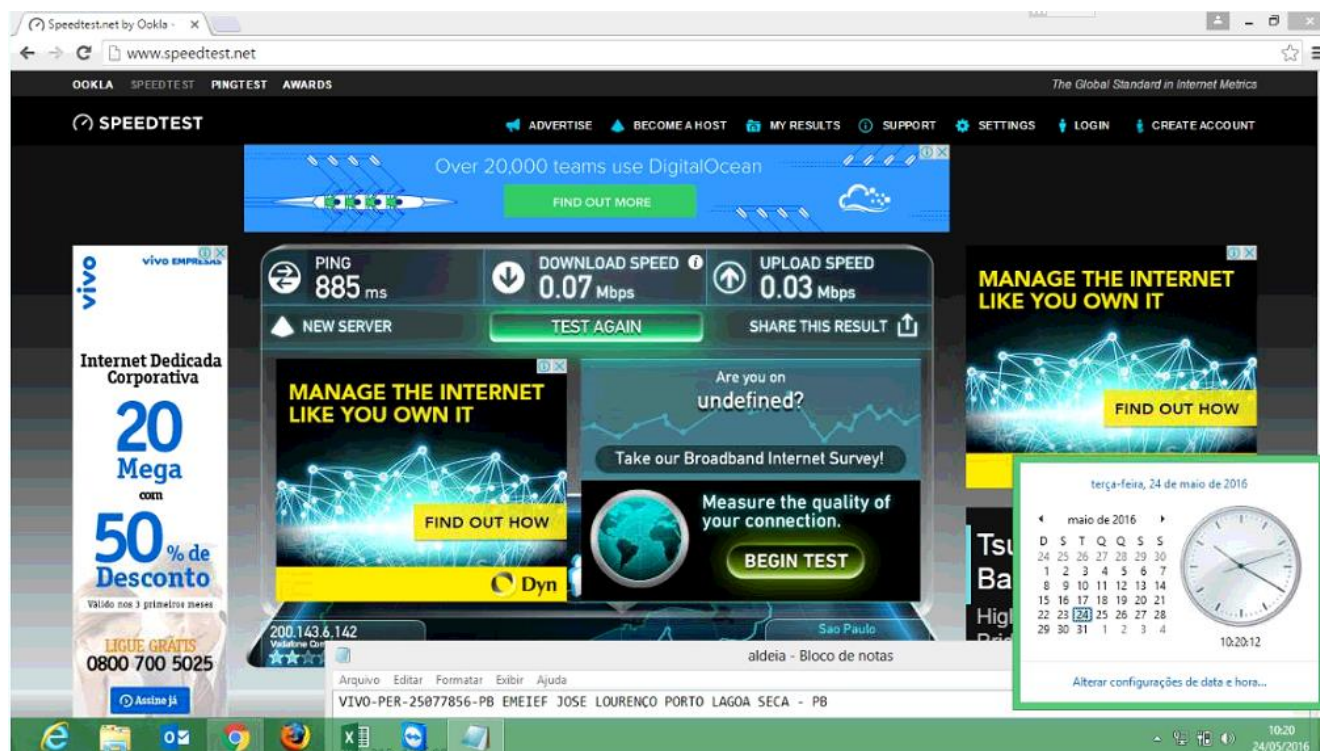 Speedtest.net by Ookla -
www.speedtest.net
OOKLA SPEEDTEST PINGTEST AWARDS
The Global Standard in Internet Metrics
SPEEDTEST
ADVERTISE BECOME A HOST MY RESULTS SUPPORT SETTINGS LOGIN CREATE ACCOUNT
Over 20,000 teams use DigitalOcean
FIND OUT MORE
vivo
vivo EMPRESAS
Internet Dedicada
Corporativa
20
Mega
com
50 % de
Desconto
Válido nos 3 primeiros meses
LIGUE GRÁTIS
0800 700 5025
Assine já
PING
885 ms
DOWNLOAD SPEED
0.07 Mbps
UPLOAD SPEED
0.03 Mbps
NEW SERVER
TEST AGAIN
SHARE THIS RESULT
MANAGE THE INTERNET
LIKE YOU OWN IT
FIND OUT HOW
Dyn
Are you on
undefined?
Take our Broadband Internet Survey!
Measure the quality of
your connection.
BEGIN TEST
200.143.6.142
Sao Paulo
MANAGE THE INTERNET
LIKE YOU OWN IT
FIND OUT HOW
terça-feira, 24 de maio de 2016
maio de 2016
D S T Q Q S S
24 25 26 27 28 29 30
1 2 3 4 5 6 7
8 9 10 11 12 13 14
15 16 17 18 19 20 21
22 23 24 25 26 27 28
29 30 31 1 2 3 4
10:20:12
Alterar configurações de data e hora...
aldeia - Bloco de notas
Arquivo Editar Formatar Exibir Ajuda
VIVO-PER-25077856-PB EMEIEF JOSE LOURENÇO PORTO LAGOA SECA - PB
10:20
24/05/2016